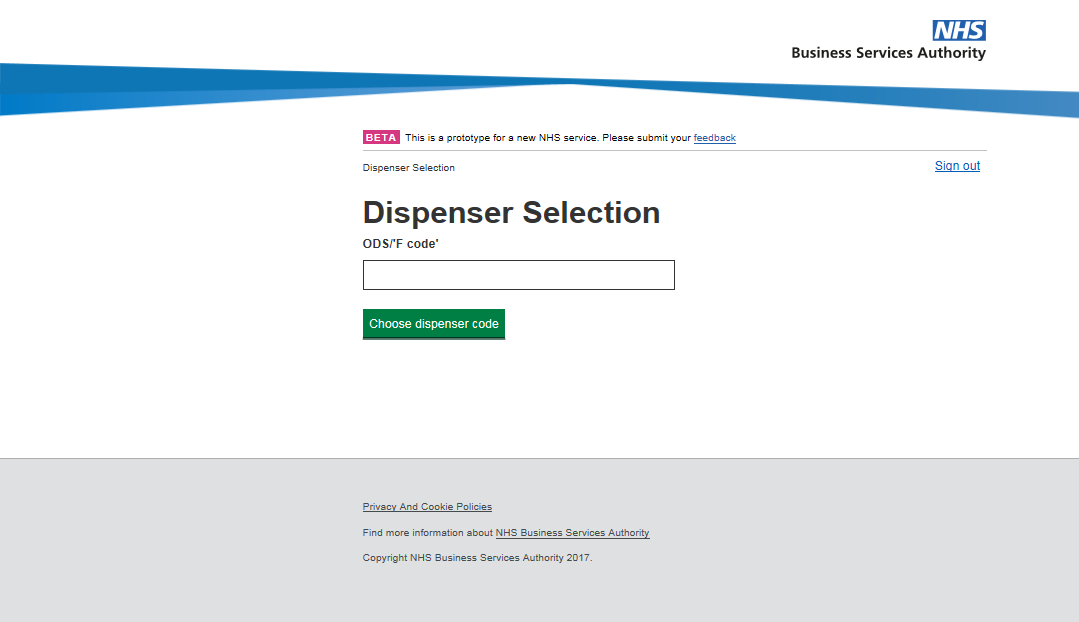 NHS
Business Services Authority
BETA This is a prototype for a new NHS service. Please submit your feedback
Dispenser Selection
Sign out
Dispenser Selection
ODS/'F code'
Choose dispenser code
Privacy And Cookie Policies
Find more information about NHS Business Services Authority
Copyright NHS Business Services Authority 2017.